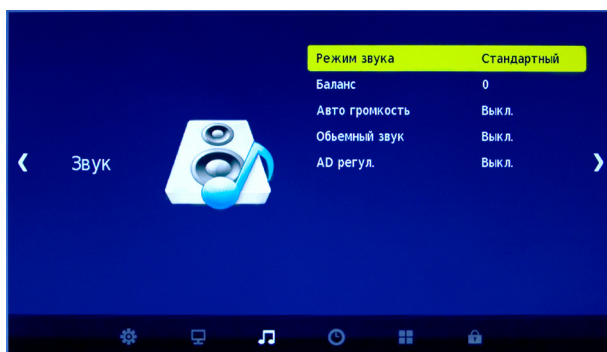 Звук
Режим звука Стандартный
Баланс 0
Авто громкость Выкл.
Обьемный звук Выкл.
AD регул. Выкл.